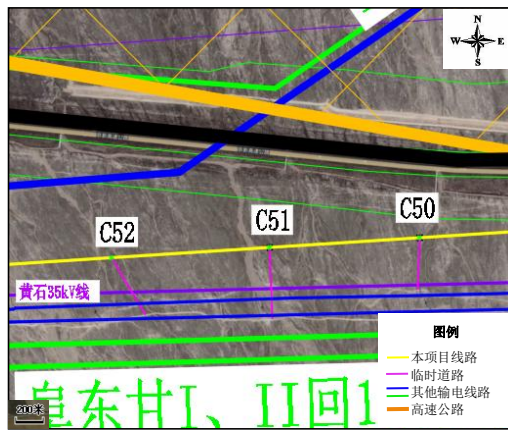 N
W E
S
C50
C51
C52
黄石35kV线
图例
本项目线路
临时道路
其他输电线路
高速公路
阜东甘I、II回1
200米